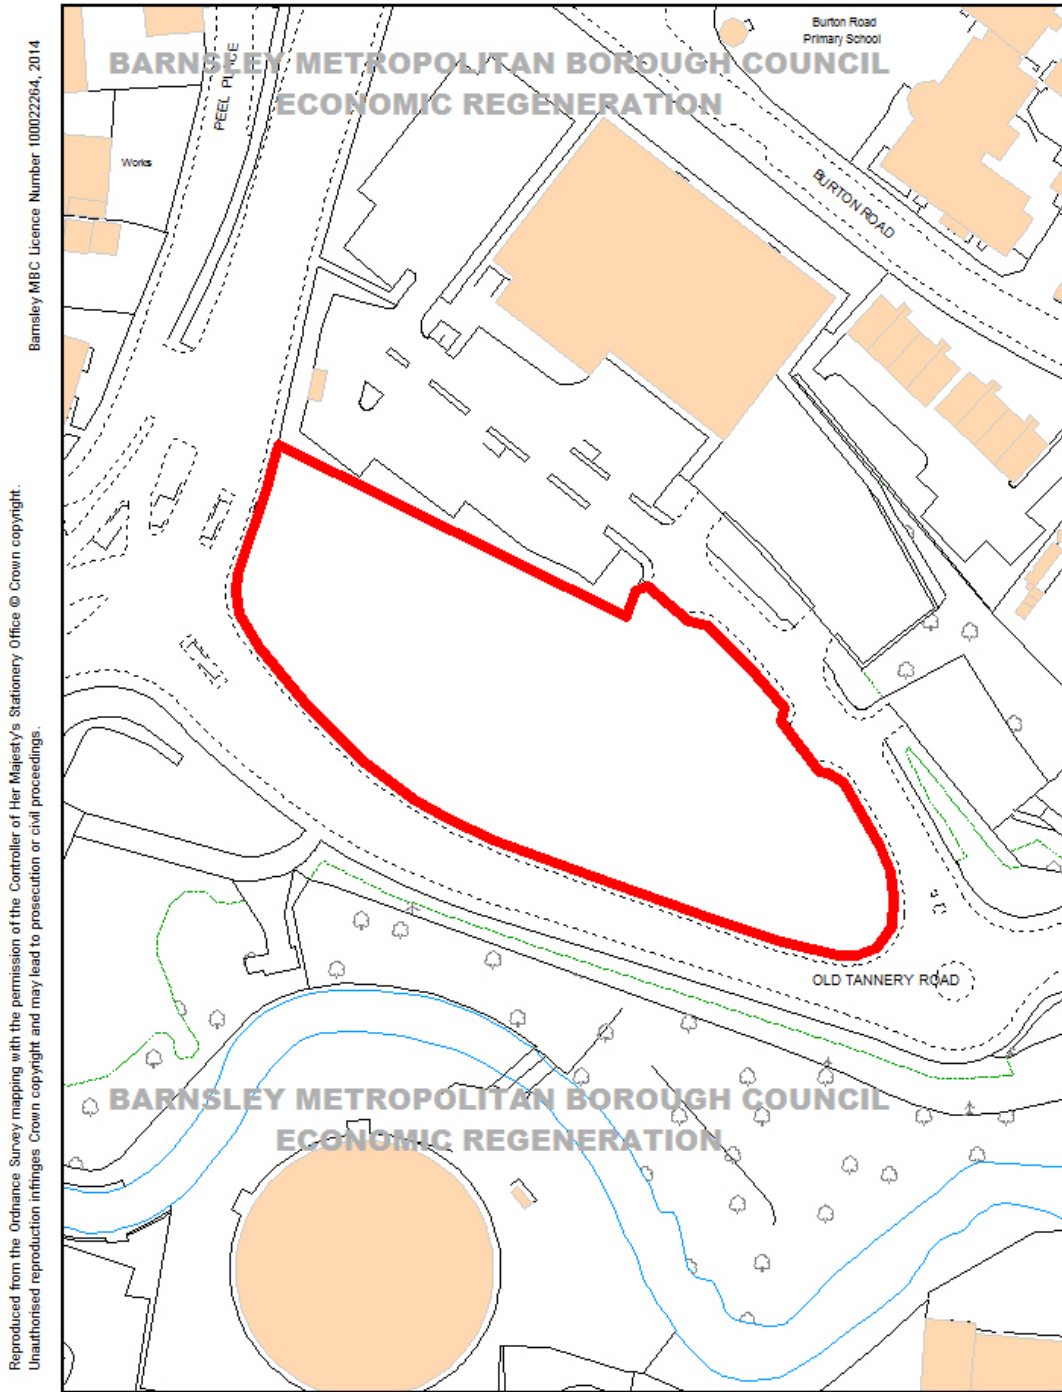 BARNSLEY METROPOLITAN BOROUGH COUNCIL
ECONOMIC REGENERATION
Burton Road
Primary School
PEEL PLACE
Works
BURTON ROAD
OLD TANNERY ROAD
BARNSLEY METROPOLITAN BOROUGH COUNCIL
ECONOMIC REGENERATION
Barnsley MBC Licence Number 100022264, 2014
Reproduced from the Ordnance Survey mapping with the permission of the Controller of Her Majesty's Stationery Office © Crown copyright.
Unauthorised reproduction infringes Crown copyright and may lead to prosecution or civil proceedings.